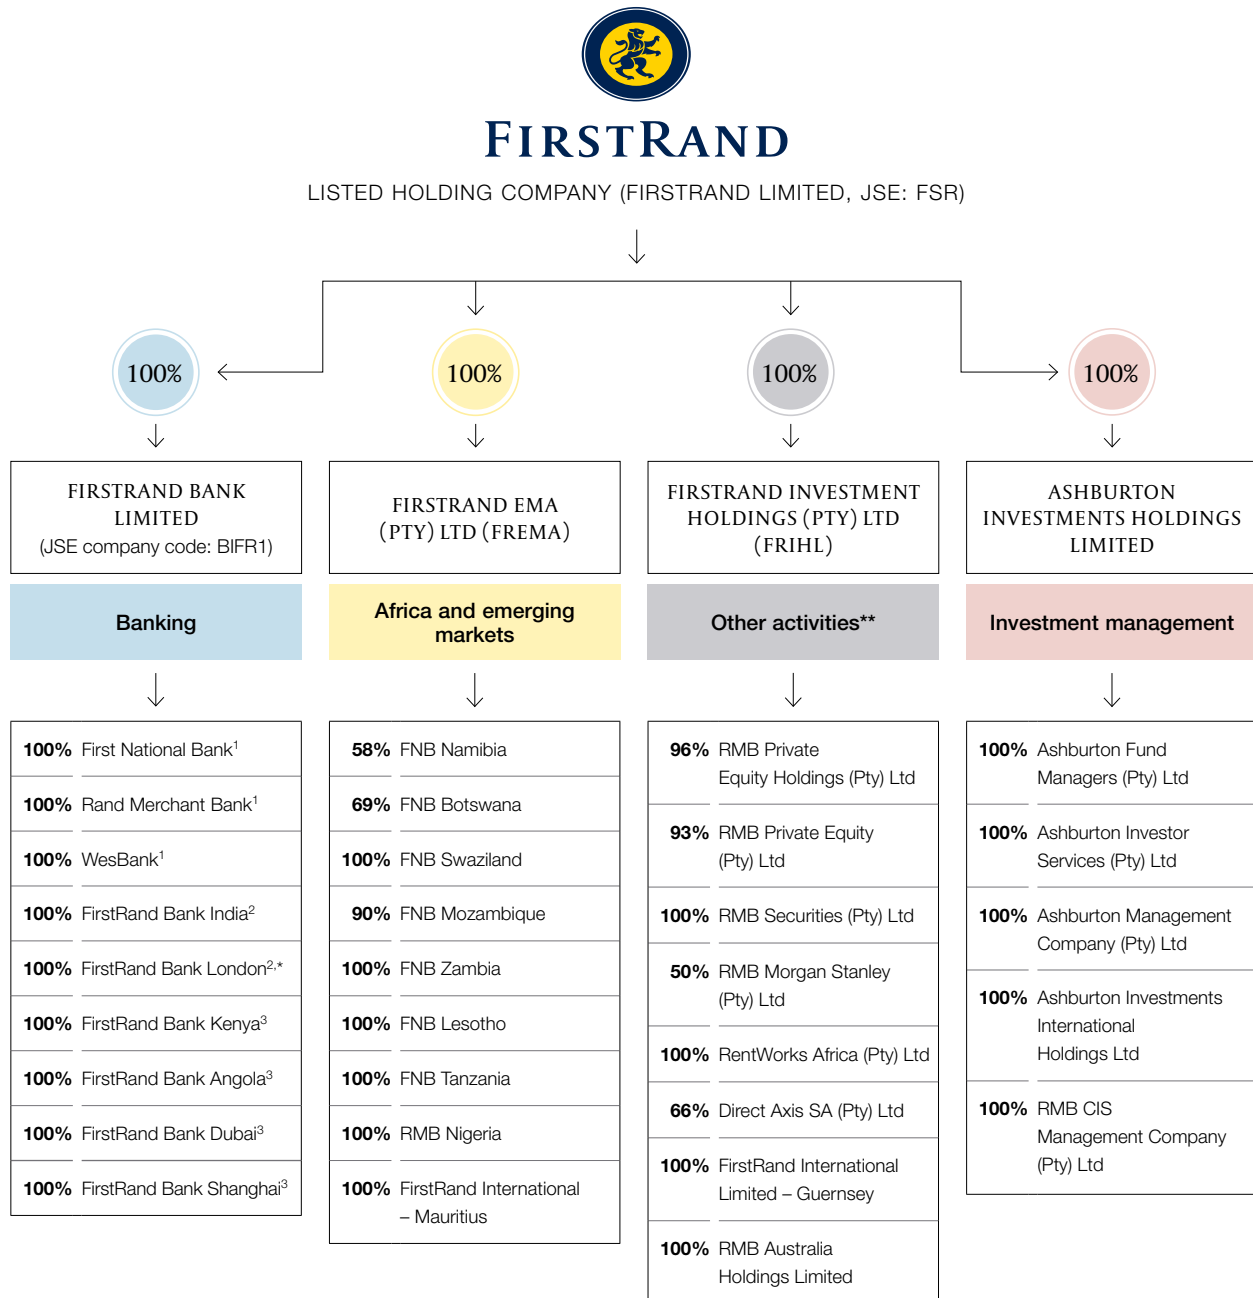 FIRSTRAND
LISTED HOLDING COMPANY (FIRSTRAND LIMITED, JSE: FSR)
100%
100%
100%
100%
FIRSTRAND BANK
LIMITED
(JSE company code: BIFR1)
Banking
100% First National Bank¹
100% Rand Merchant Bank¹
100% WesBank¹
100% FirstRand Bank India²
100% FirstRand Bank London²,*
100% FirstRand Bank Kenya³
100% FirstRand Bank Angola³
100% FirstRand Bank Dubai³
100% FirstRand Bank Shanghai³
FIRSTRAND EMA
(PTY) LTD (FREMA)
Africa and emerging
markets
58% FNB Namibia
69% FNB Botswana
100% FNB Swaziland
90% FNB Mozambique
100% FNB Zambia
100% FNB Lesotho
100% FNB Tanzania
100% RMB Nigeria
100% FirstRand International
– Mauritius
FIRSTRAND INVESTMENT
HOLDINGS (PTY) LTD
(FRIHL)
Other activities**
96% RMB Private
Equity Holdings (Pty) Ltd
93% RMB Private Equity
(Pty) Ltd
100% RMB Securities (Pty) Ltd
50% RMB Morgan Stanley
(Pty) Ltd
100% RentWorks Africa (Pty) Ltd
66% Direct Axis SA (Pty) Ltd
100% FirstRand International
Limited – Guernsey
100% RMB Australia
Holdings Limited
ASHBURTON
INVESTMENTS HOLDINGS
LIMITED
Investment management
100% Ashburton Fund
Managers (Pty) Ltd
100% Ashburton Investor
Services (Pty) Ltd
100% Ashburton Management
Company (Pty) Ltd
100% Ashburton Investments
International
Holdings Ltd
100% RMB CIS
Management Company
(Pty) Ltd